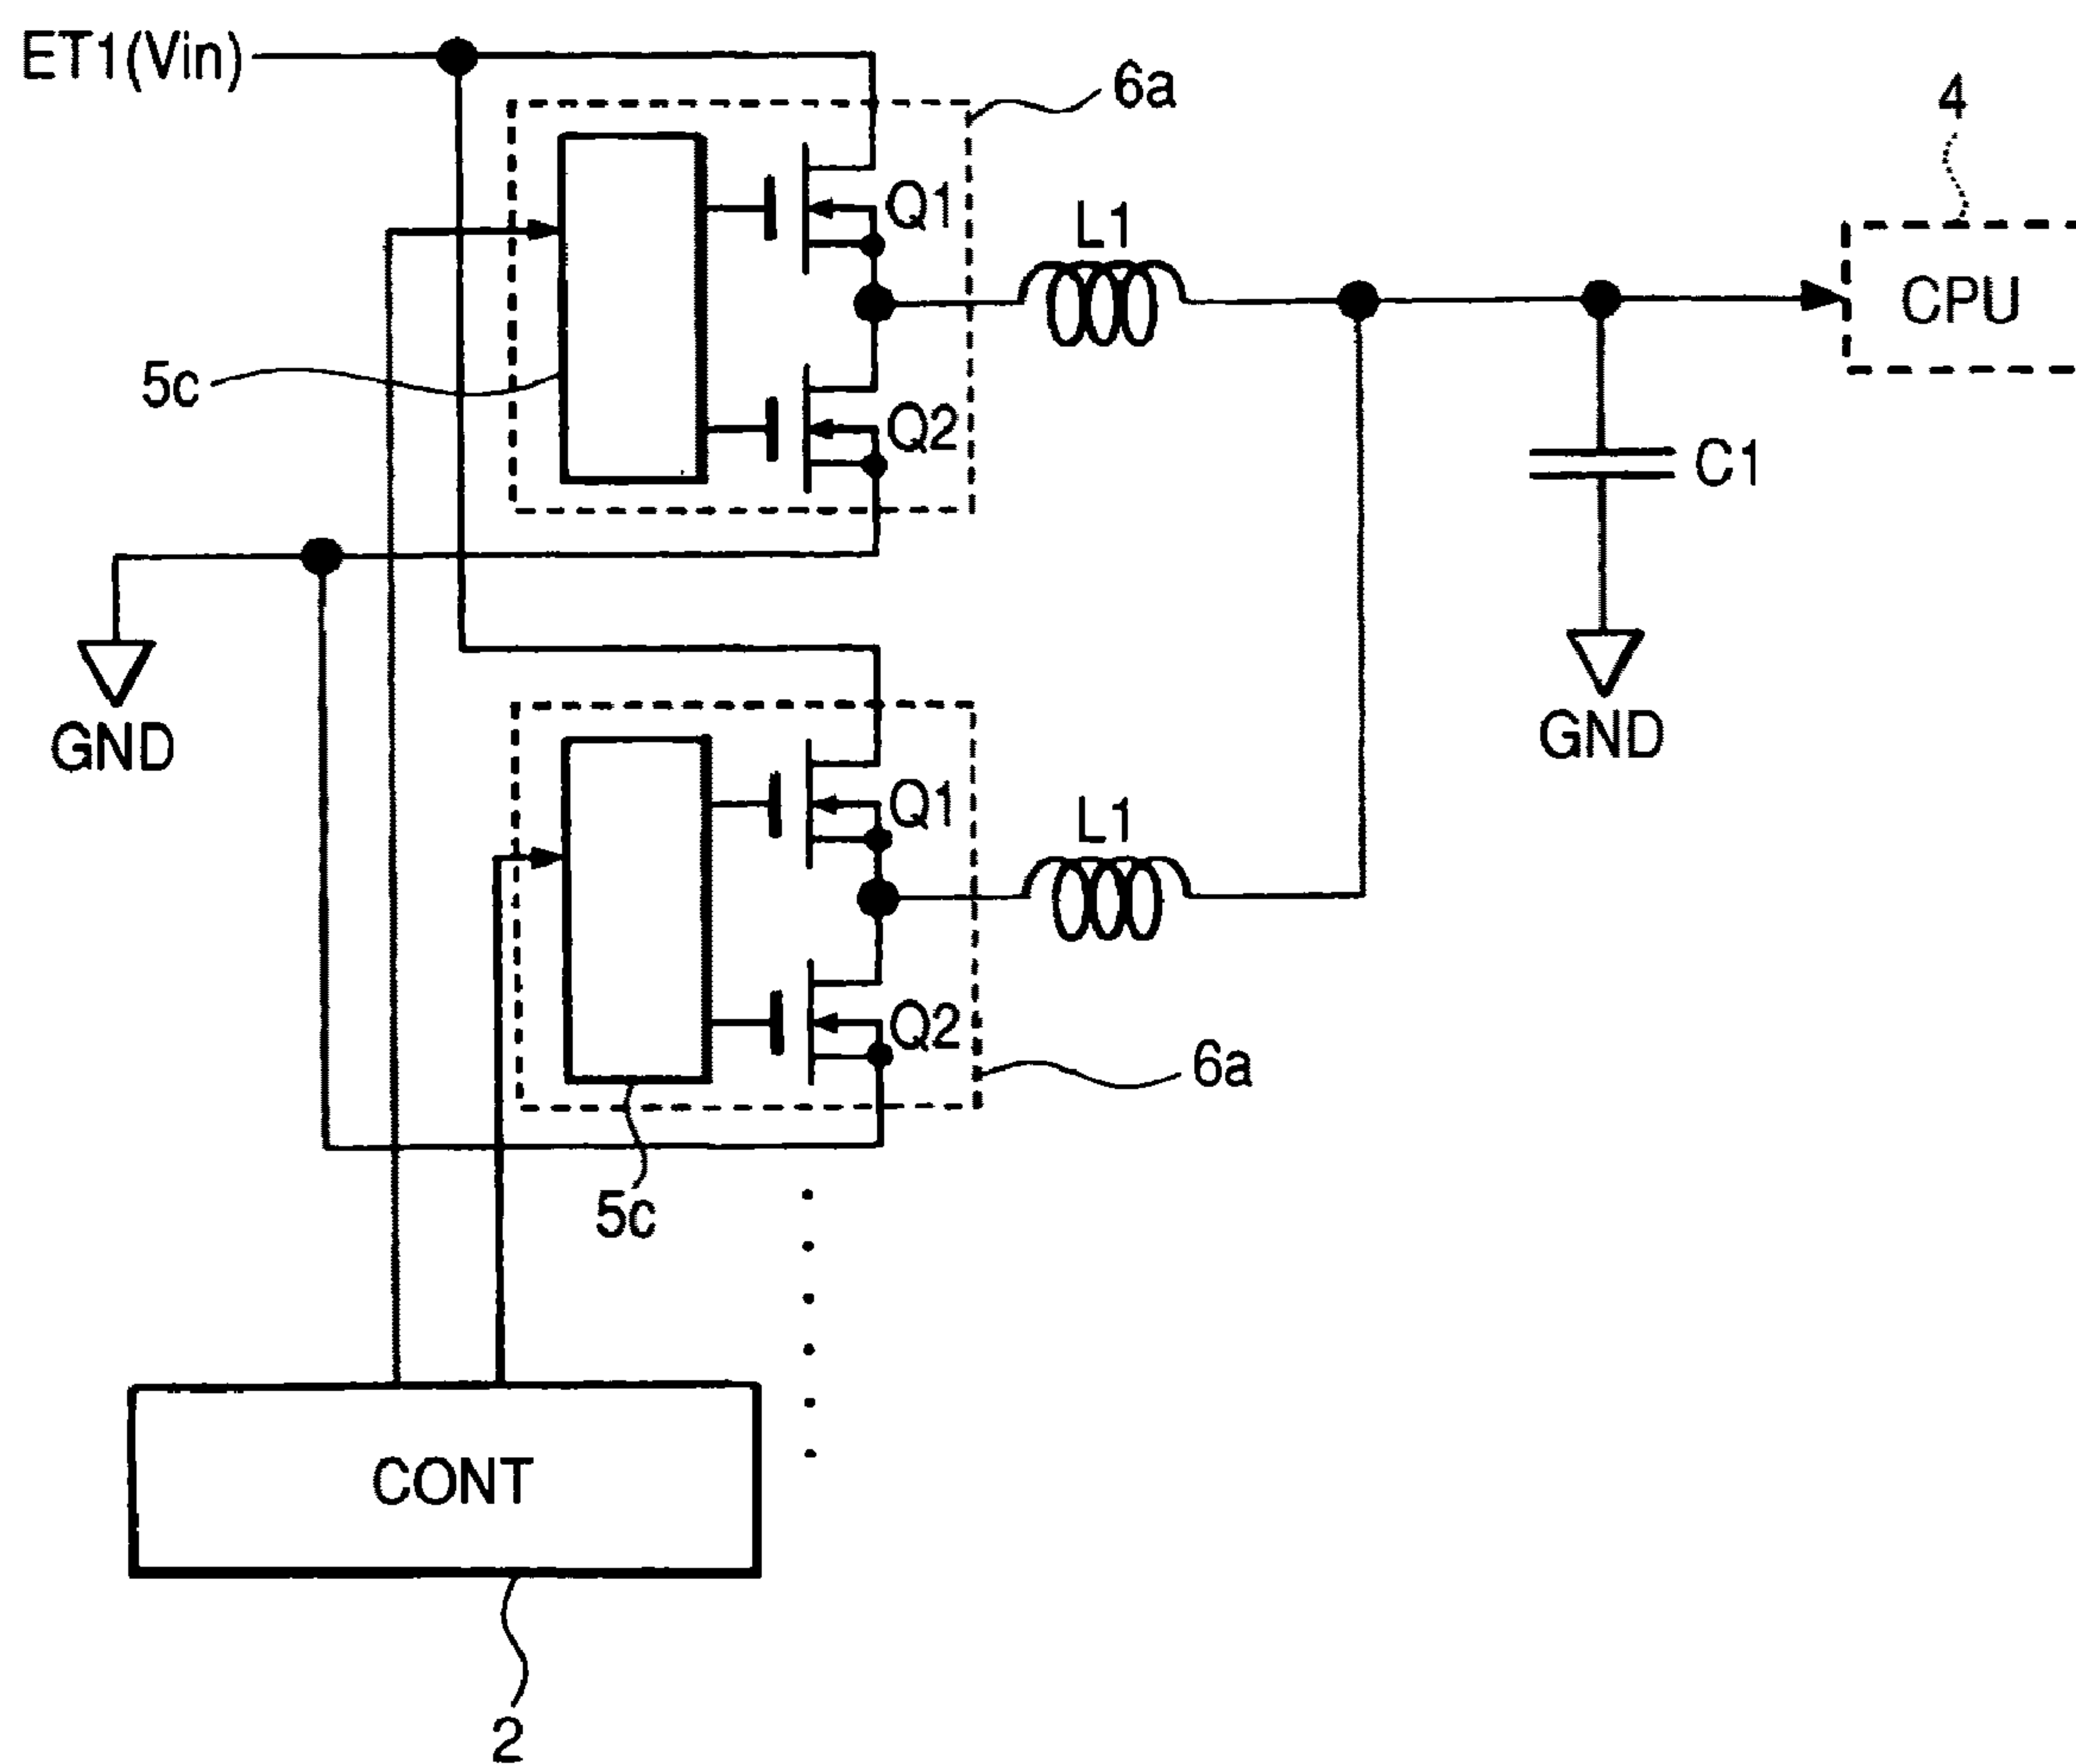 ET1(Vin)
6a
4
Q1
L1
CPU
5c
Q2
C1
GND
GND
Q1
L1
Q2
6a
5c
CONT
2